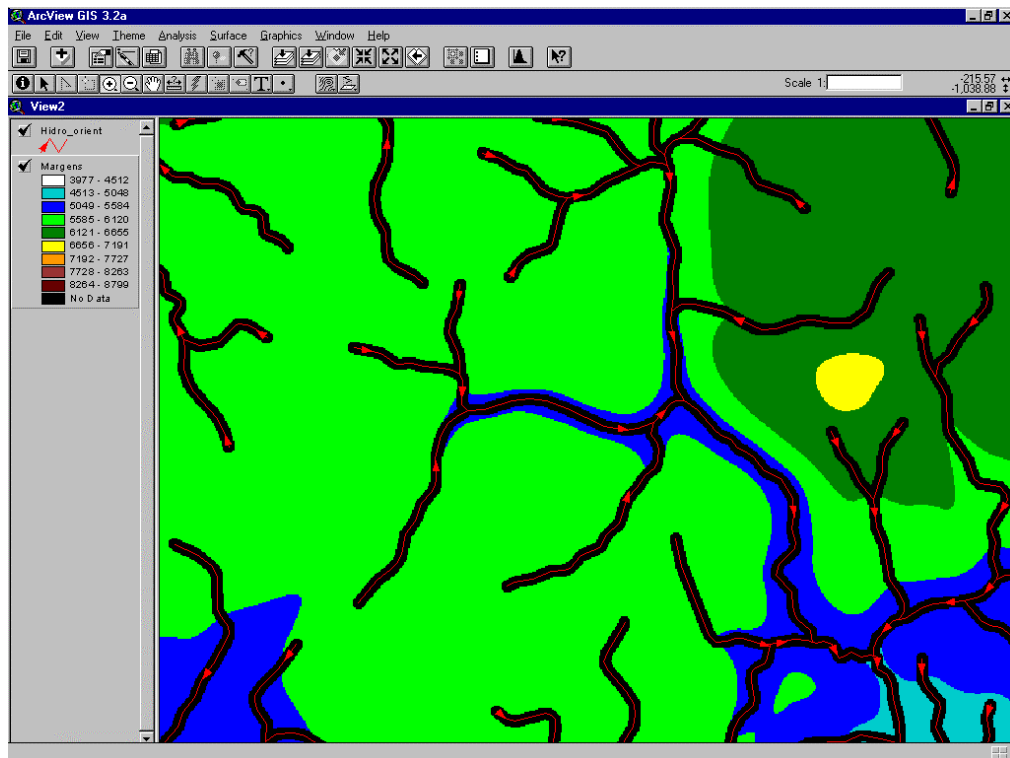 ArcView GIS 3.2a
File Edit View Theme Analysis Surface Graphics Window Help
Scale 1:
-215.57
-1,038.88
View2
Hidro_orient
Margens
3977 - 4512
4513 - 5048
5049 - 5584
5585 - 6120
6121 - 6655
6656 - 7191
7192 - 7727
7728 - 8263
8264 - 8799
No Data